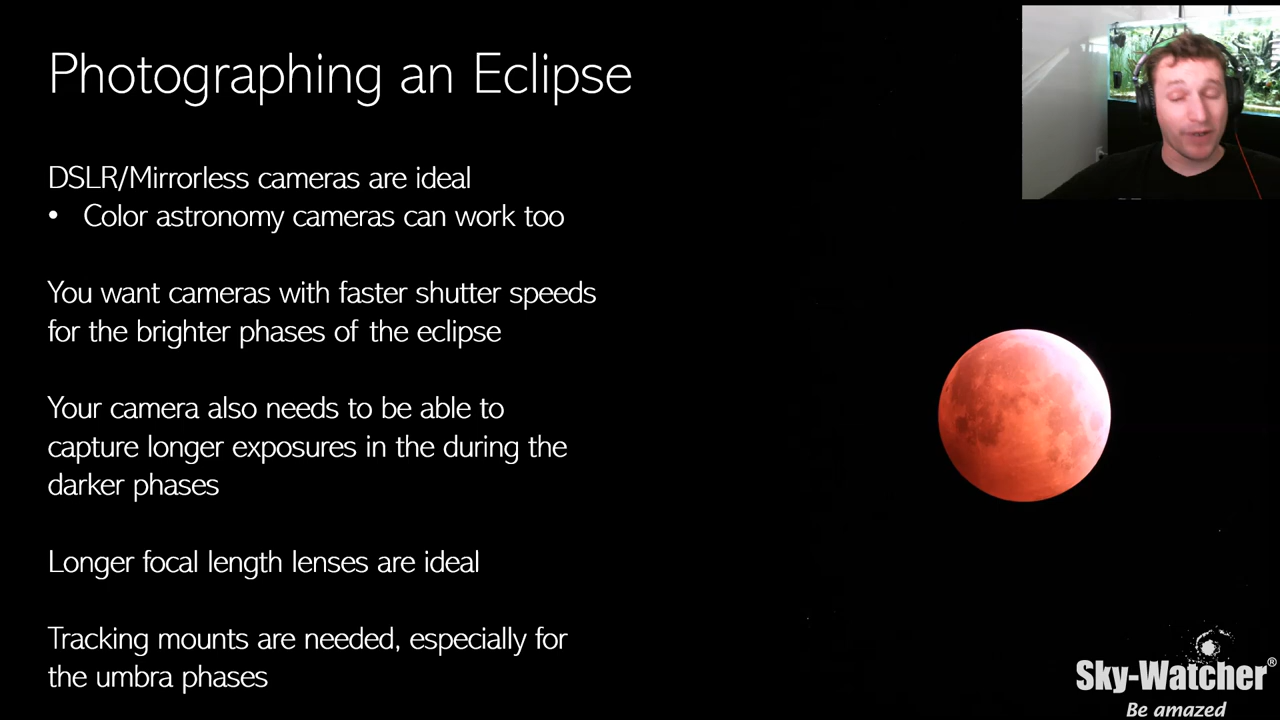 Photographing an Eclipse
DSLR/Mirrorless cameras are ideal
• Color astronomy cameras can work too
You want cameras with faster shutter speeds
for the brighter phases of the eclipse
Your camera also needs to be able to
capture longer exposures in the during the
darker phases
Longer focal length lenses are ideal
Tracking mounts are needed, especially for
the umbra phases
Sky-Watcher®
Be amazed